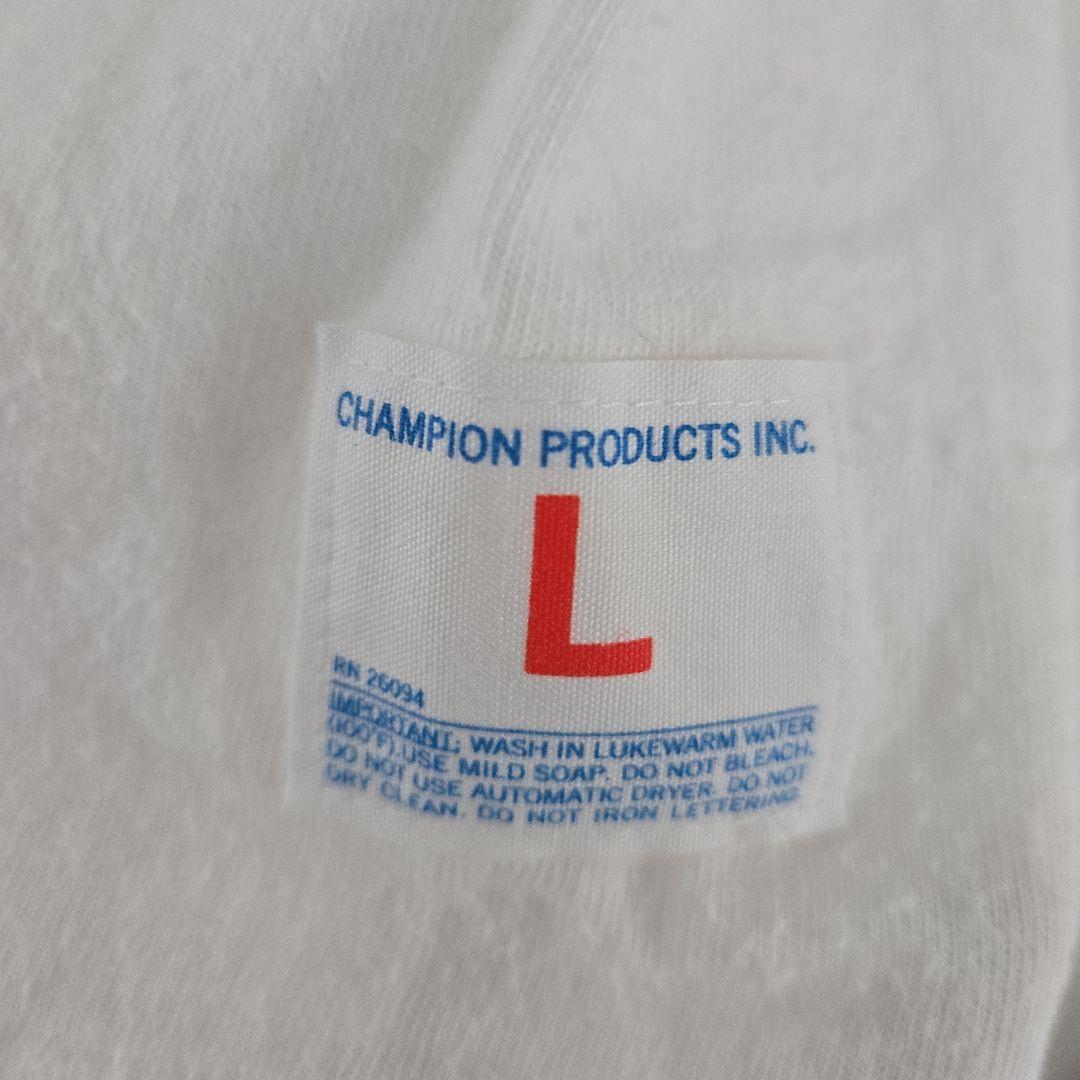 CHAMPION PRODUCTS INC.
L
RN 26094
IMPORTANT: WASH IN LUKEWARM WATER
(100°F). USE MILD SOAP. DO NOT BLEACH.
DO NOT USE AUTOMATIC DRYER. DO NOT
DRY CLEAN. DO NOT IRON LETTERING.